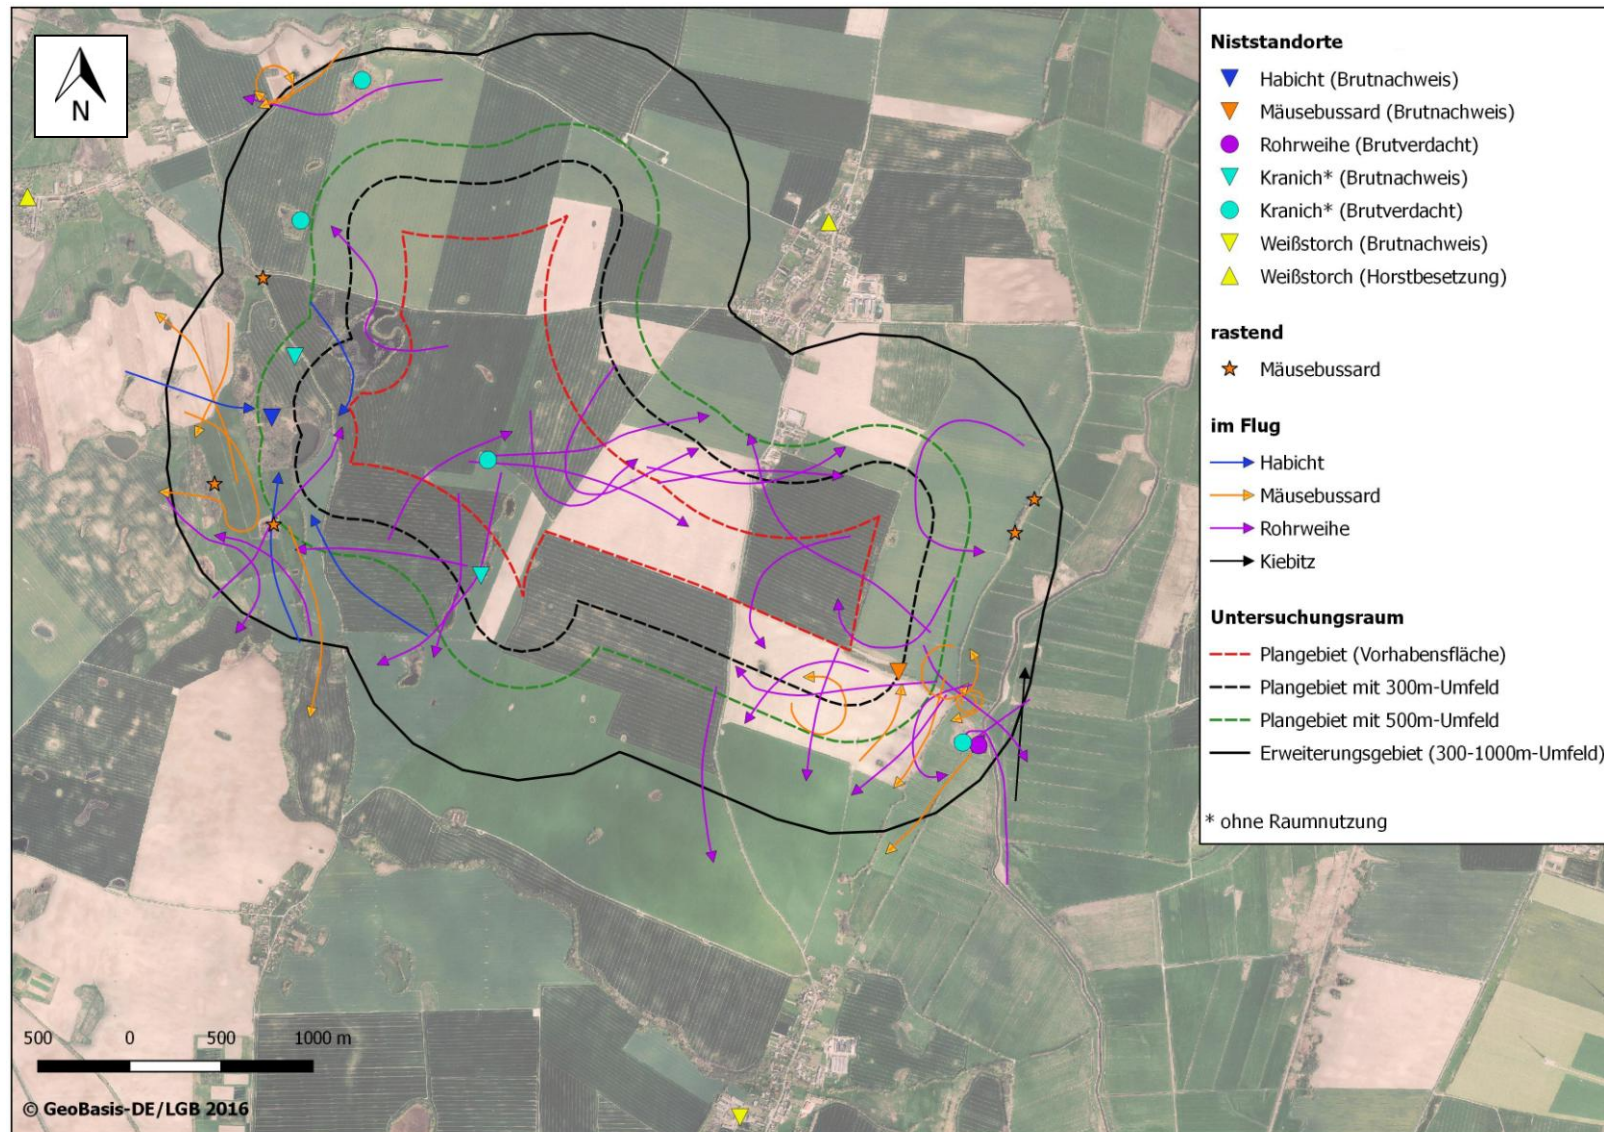 N
Niststandorte
Habicht (Brutnachweis)
Mäusebussard (Brutnachweis)
Rohrweihe (Brutverdacht)
Kranich* (Brutnachweis)
Kranich* (Brutverdacht)
Weißstorch (Brutnachweis)
Weißstorch (Horstbesetzung)
rastend
Mäusebussard
im Flug
Habicht
Mäusebussard
Rohrweihe
Kiebitz
Untersuchungsraum
Plangebiet (Vorhabensfläche)
Plangebiet mit 300m-Umfeld
Plangebiet mit 500m-Umfeld
Erweiterungsgebiet (300-1000m-Umfeld)
* ohne Raumnutzung
500 0 500 1000 m
© GeoBasis-DE/LGB 2016